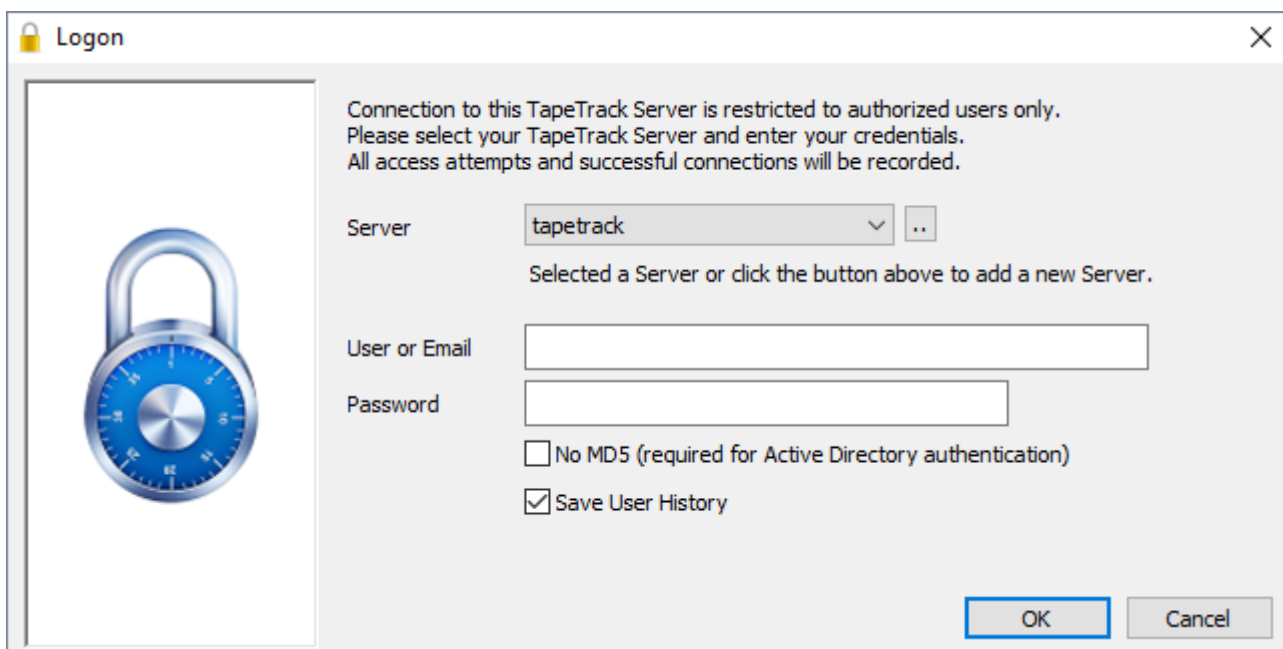 Logon
Connection to this TapeTrack Server is restricted to authorized users only.
Please select your TapeTrack Server and enter your credentials.
All access attempts and successful connections will be recorded.
Server
tapetrack
..
Selected a Server or click the button above to add a new Server.
User or Email
Password
No MD5 (required for Active Directory authentication)
Save User History
OK
Cancel